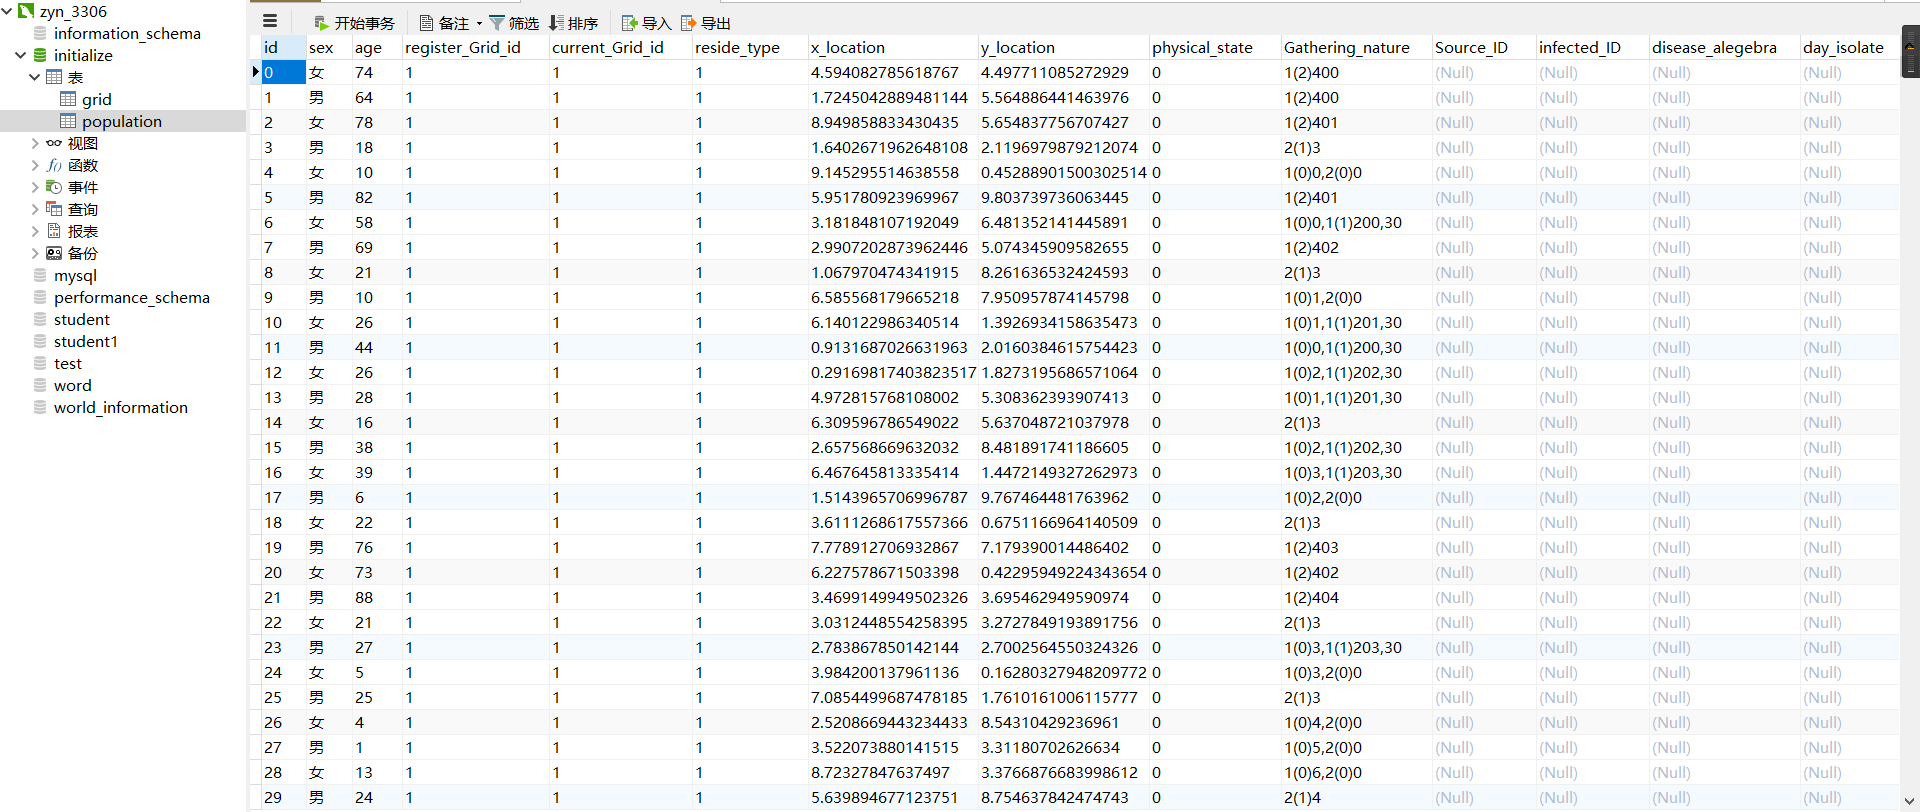 zyn_3306
information_schema
initialize
表
grid
population
视图
函数
事件
查询
报表
备份
mysql
performance_schema
student
student1
test
word
world_information
开始事务 备注 筛选 排序 导入 导出
id sex age register_Grid_id current_Grid_id reside_type x_location y_location physical_state Gathering_nature Source_ID infected_ID disease_alegebra day_isolate
0 女 74 1 1 1 4.594082785618767 4.497711085272929 0 1(2)400 (Null) (Null) (Null) (Null)
1 男 64 1 1 1 1.7245042889481144 5.564886441463976 0 1(2)400 (Null) (Null) (Null) (Null)
2 女 78 1 1 1 8.949858833430435 5.654837756707427 0 1(2)401 (Null) (Null) (Null) (Null)
3 男 18 1 1 1 1.6402671962648108 2.1196979879212074 0 2(1)3 (Null) (Null) (Null) (Null)
4 女 10 1 1 1 9.145295514638558 0.45288901500302514 0 1(0)0,2(0)0 (Null) (Null) (Null) (Null)
5 男 82 1 1 1 5.951780923969967 9.803739736063445 0 1(2)401 (Null) (Null) (Null) (Null)
6 女 58 1 1 1 3.181848107192049 6.481352141445891 0 1(0)0,1(1)200,30 (Null) (Null) (Null) (Null)
7 男 69 1 1 1 2.9907202873962446 5.074345909582655 0 1(2)402 (Null) (Null) (Null) (Null)
8 女 21 1 1 1 1.067970474341915 8.261636532424593 0 2(1)3 (Null) (Null) (Null) (Null)
9 男 10 1 1 1 6.585568179665218 7.950957874145798 0 1(0)1,2(0)0 (Null) (Null) (Null) (Null)
10 女 26 1 1 1 6.140122986340514 1.3926934158635473 0 1(0)1,1(1)201,30 (Null) (Null) (Null) (Null)
11 男 44 1 1 1 0.9131687026631963 2.0160384615754423 0 1(0)0,1(1)200,30 (Null) (Null) (Null) (Null)
12 女 26 1 1 1 0.29169817403823517 1.8273195686571064 0 1(0)2,1(1)202,30 (Null) (Null) (Null) (Null)
13 男 28 1 1 1 4.972815768108002 5.308362393907413 0 1(0)1,1(1)201,30 (Null) (Null) (Null) (Null)
14 女 16 1 1 1 6.309596786549022 5.637048721037978 0 2(1)3 (Null) (Null) (Null) (Null)
15 男 38 1 1 1 2.657568669632032 8.481891741186605 0 1(0)2,1(1)202,30 (Null) (Null) (Null) (Null)
16 女 39 1 1 1 6.467645813335414 1.4472149327262973 0 1(0)3,1(1)203,30 (Null) (Null) (Null) (Null)
17 男 6 1 1 1 1.5143965706996787 9.767464481763962 0 1(0)2,2(0)0 (Null) (Null) (Null) (Null)
18 女 22 1 1 1 3.6111268617557366 0.6751166964140509 0 2(1)3 (Null) (Null) (Null) (Null)
19 男 76 1 1 1 7.778912706932867 7.179390014486402 0 1(2)403 (Null) (Null) (Null) (Null)
20 女 73 1 1 1 6.227578671503398 0.42295949224343654 0 1(2)402 (Null) (Null) (Null) (Null)
21 男 88 1 1 1 3.4699149949502326 3.695462949590974 0 1(2)404 (Null) (Null) (Null) (Null)
22 女 21 1 1 1 3.0312448554258395 3.2727849193891756 0 2(1)3 (Null) (Null) (Null) (Null)
23 男 27 1 1 1 2.783867850142144 2.7002564550324326 0 1(0)3,1(1)203,30 (Null) (Null) (Null) (Null)
24 女 5 1 1 1 3.984200137961136 0.16280327948209772 0 1(0)3,2(0)0 (Null) (Null) (Null) (Null)
25 男 25 1 1 1 7.0854499687478185 1.7610161006115777 0 2(1)3 (Null) (Null) (Null) (Null)
26 女 4 1 1 1 2.5208669443234433 8.54310429236961 0 1(0)4,2(0)0 (Null) (Null) (Null) (Null)
27 男 1 1 1 1 3.522073880141515 3.31180702626634 0 1(0)5,2(0)0 (Null) (Null) (Null) (Null)
28 女 13 1 1 1 8.72327847637497 3.3766876683998612 0 1(0)6,2(0)0 (Null) (Null) (Null) (Null)
29 男 24 1 1 1 5.639894677123751 8.754637842474743 0 2(1)4 (Null) (Null) (Null) (Null)